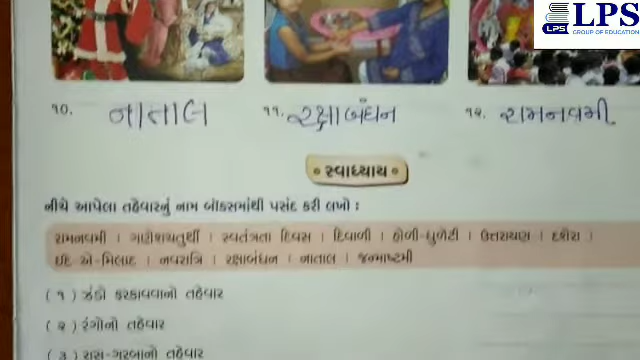 LPS
GROUP OF EDUCATION
LPS
૧૦. નાતાલ ૧૧. રક્ષાબંધન ૧૨. રામનવમી
સ્વાધ્યાય
નીચે આપેલા તહેવારનું નામ બૉક્સમાંથી પસંદ કરી લખો :
રામનવમી । ગણેશચતુર્થી । સ્વતંત્રતા દિવસ । દિવાળી । હોળી-ધુળેટી । ઉત્તરાયણ । દશેરા ।
ઈદ-એ-મિલાદ । નવરાત્રિ । રક્ષાબંધન । નાતાલ । જન્માષ્ટમી
( ૧ ) ઝંડો ફરકાવવાનો તહેવાર
( ૨ ) રંગોનો તહેવાર
( ૩ ) રાસ-ગરબાનો તહેવાર